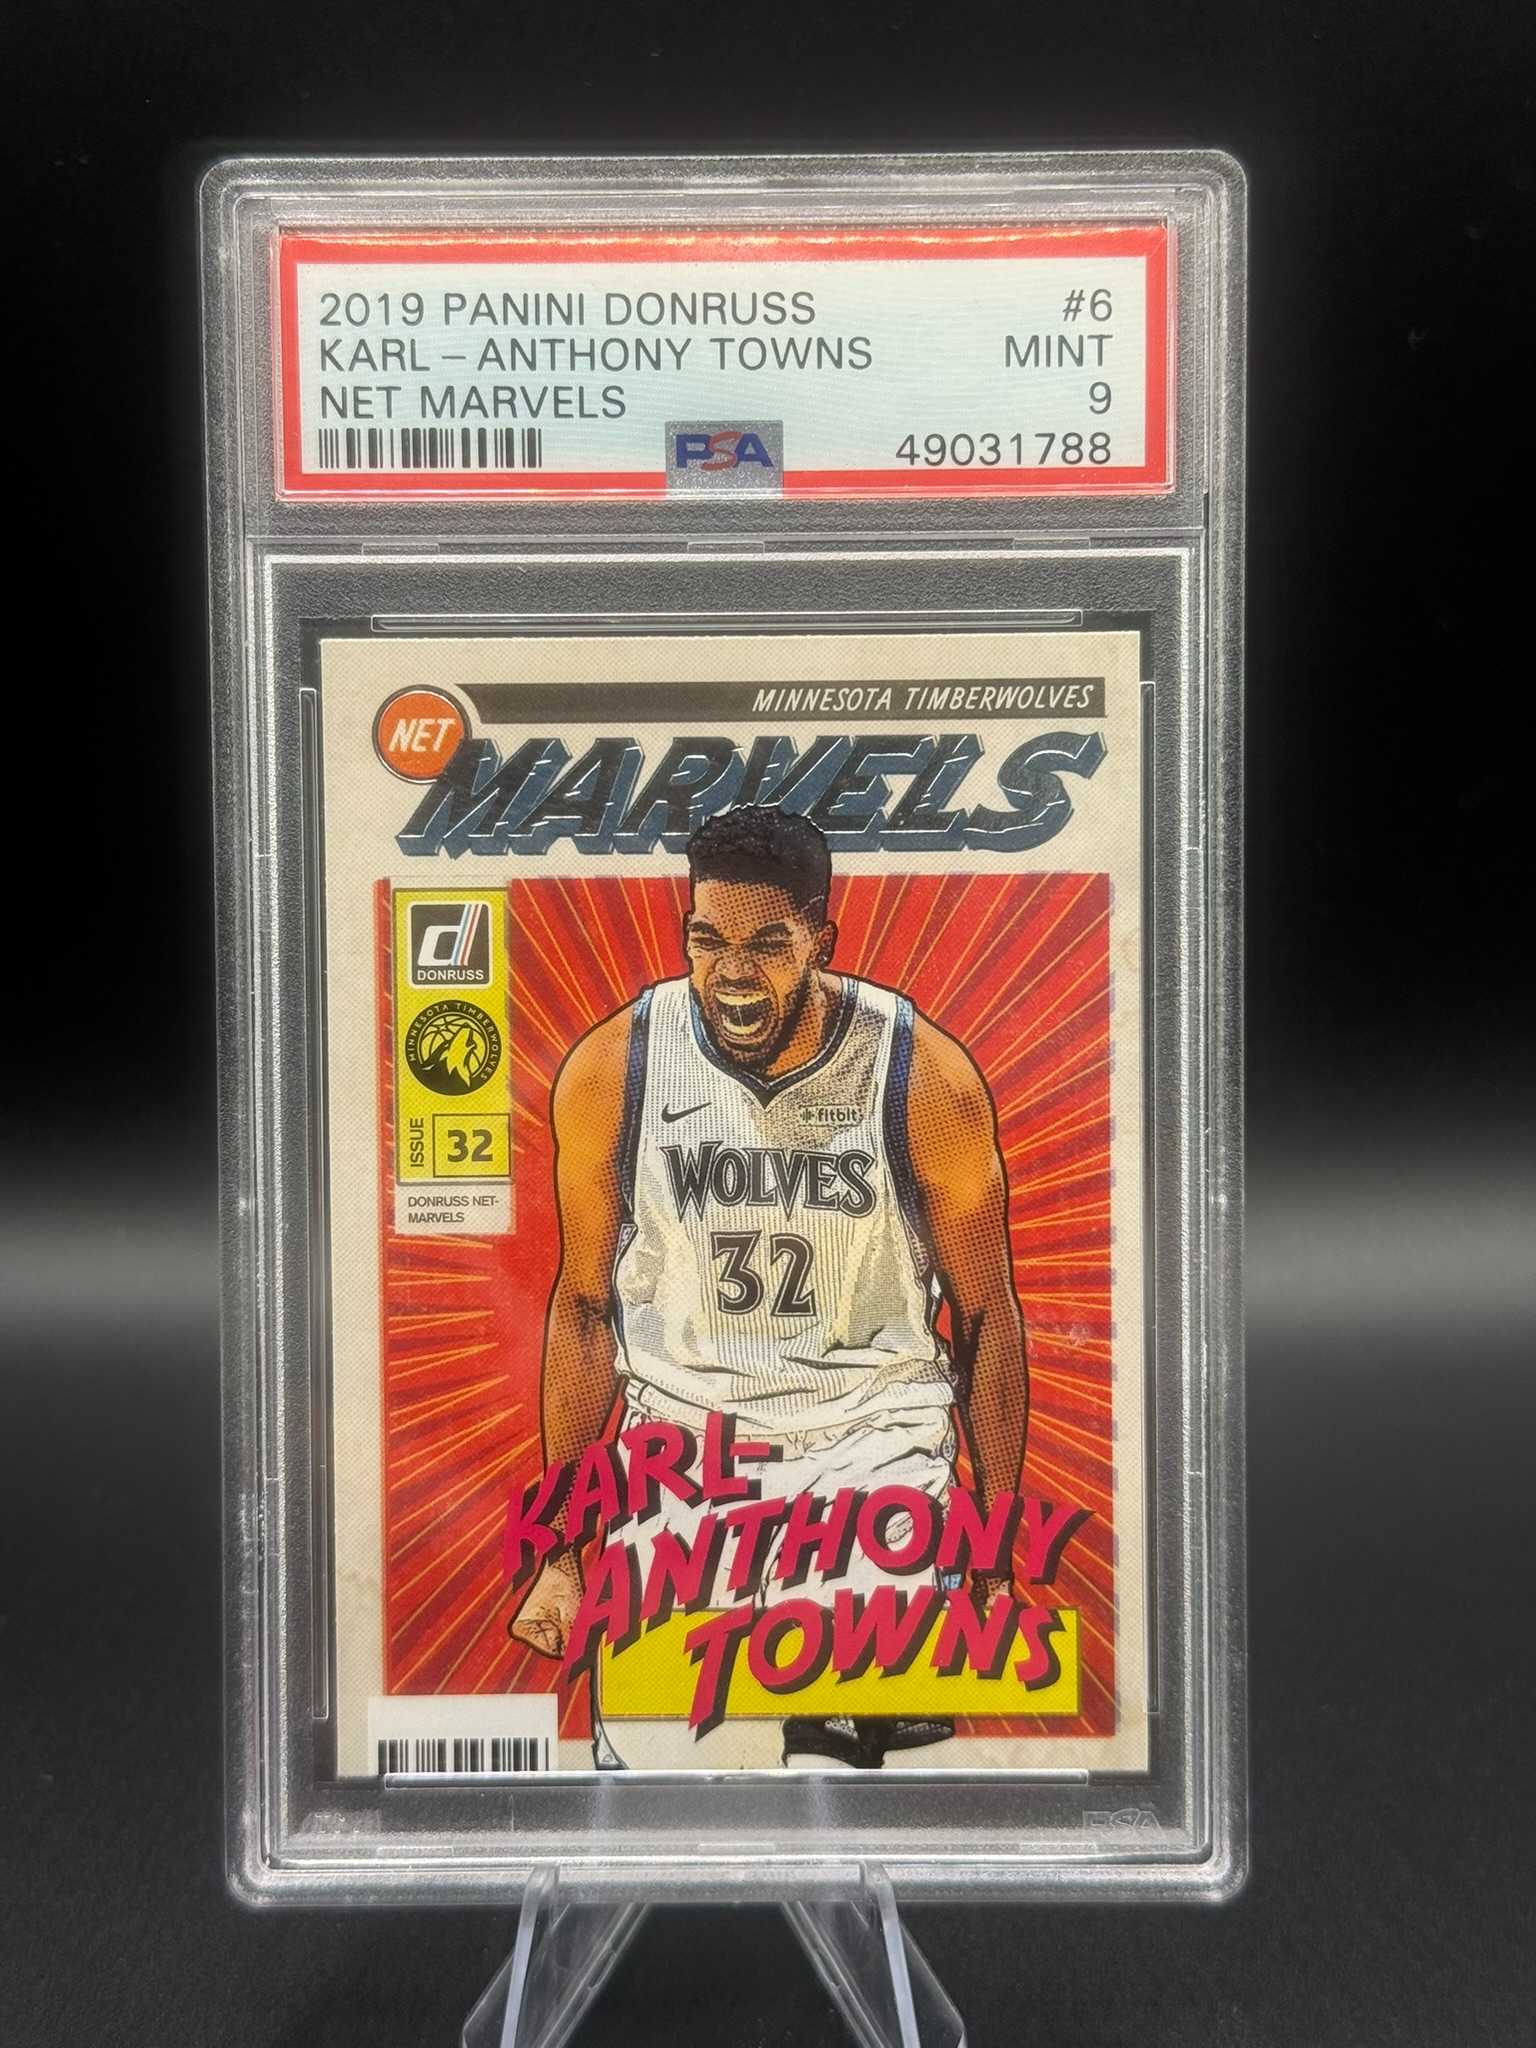 2019 PANINI DONRUSS #6
KARL-ANTHONY TOWNS MINT
NET MARVELS 9
PSA
49031788
MINNESOTA TIMBERWOLVES
NET
MARVELS
DONRUSS
MINNESOTA TIMBERWOLVES
ISSUE 32
DONRUSS NET-
MARVELS
fitbit
WOLVES
32
KARL-
ANTHONY
TOWNS
PSA